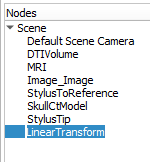 Nodes
Scene
Default Scene Camera
DTIVolume
MRI
Image_Image
StylusToReference
SkullCtModel
StylusTip
LinearTransform